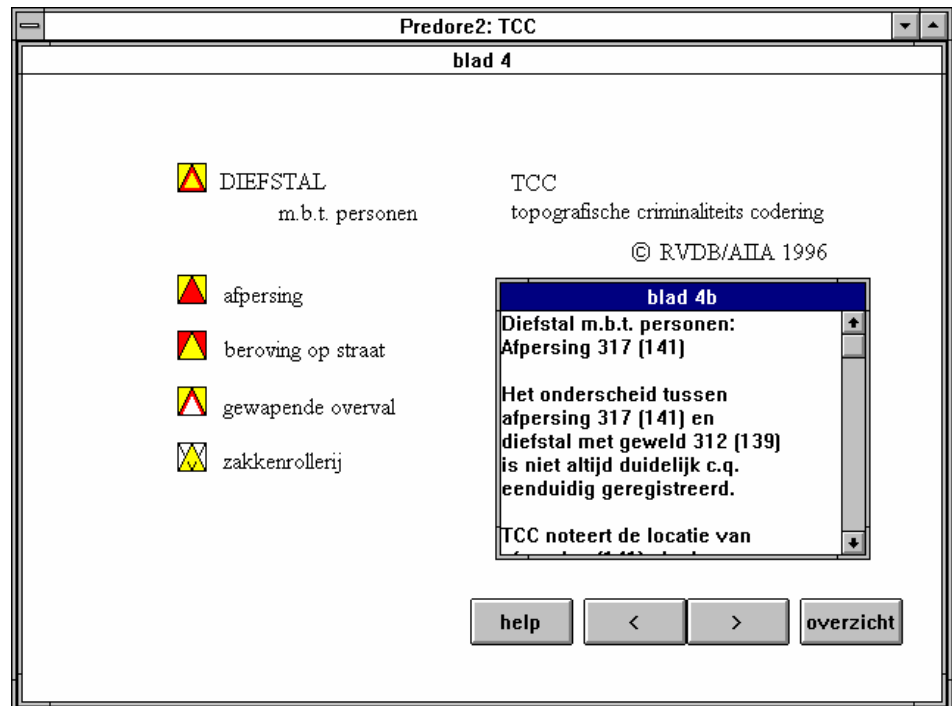 Predore2: TCC
blad 4
DIEFSTAL
m.b.t. personen
TCC
topografische criminaliteits codering
© RVDB/AIIA 1996
afpersing
beroving op straat
gewapende overval
zakkenrollerij
blad 4b
Diefstal m.b.t. personen:
Afpersing 317 (141)
Het onderscheid tussen
afpersing 317 (141) en
diefstal met geweld 312 (139)
is niet altijd duidelijk c.q.
eenduidig geregistreerd.
TCC noteert de locatie van
help
<
>
overzicht